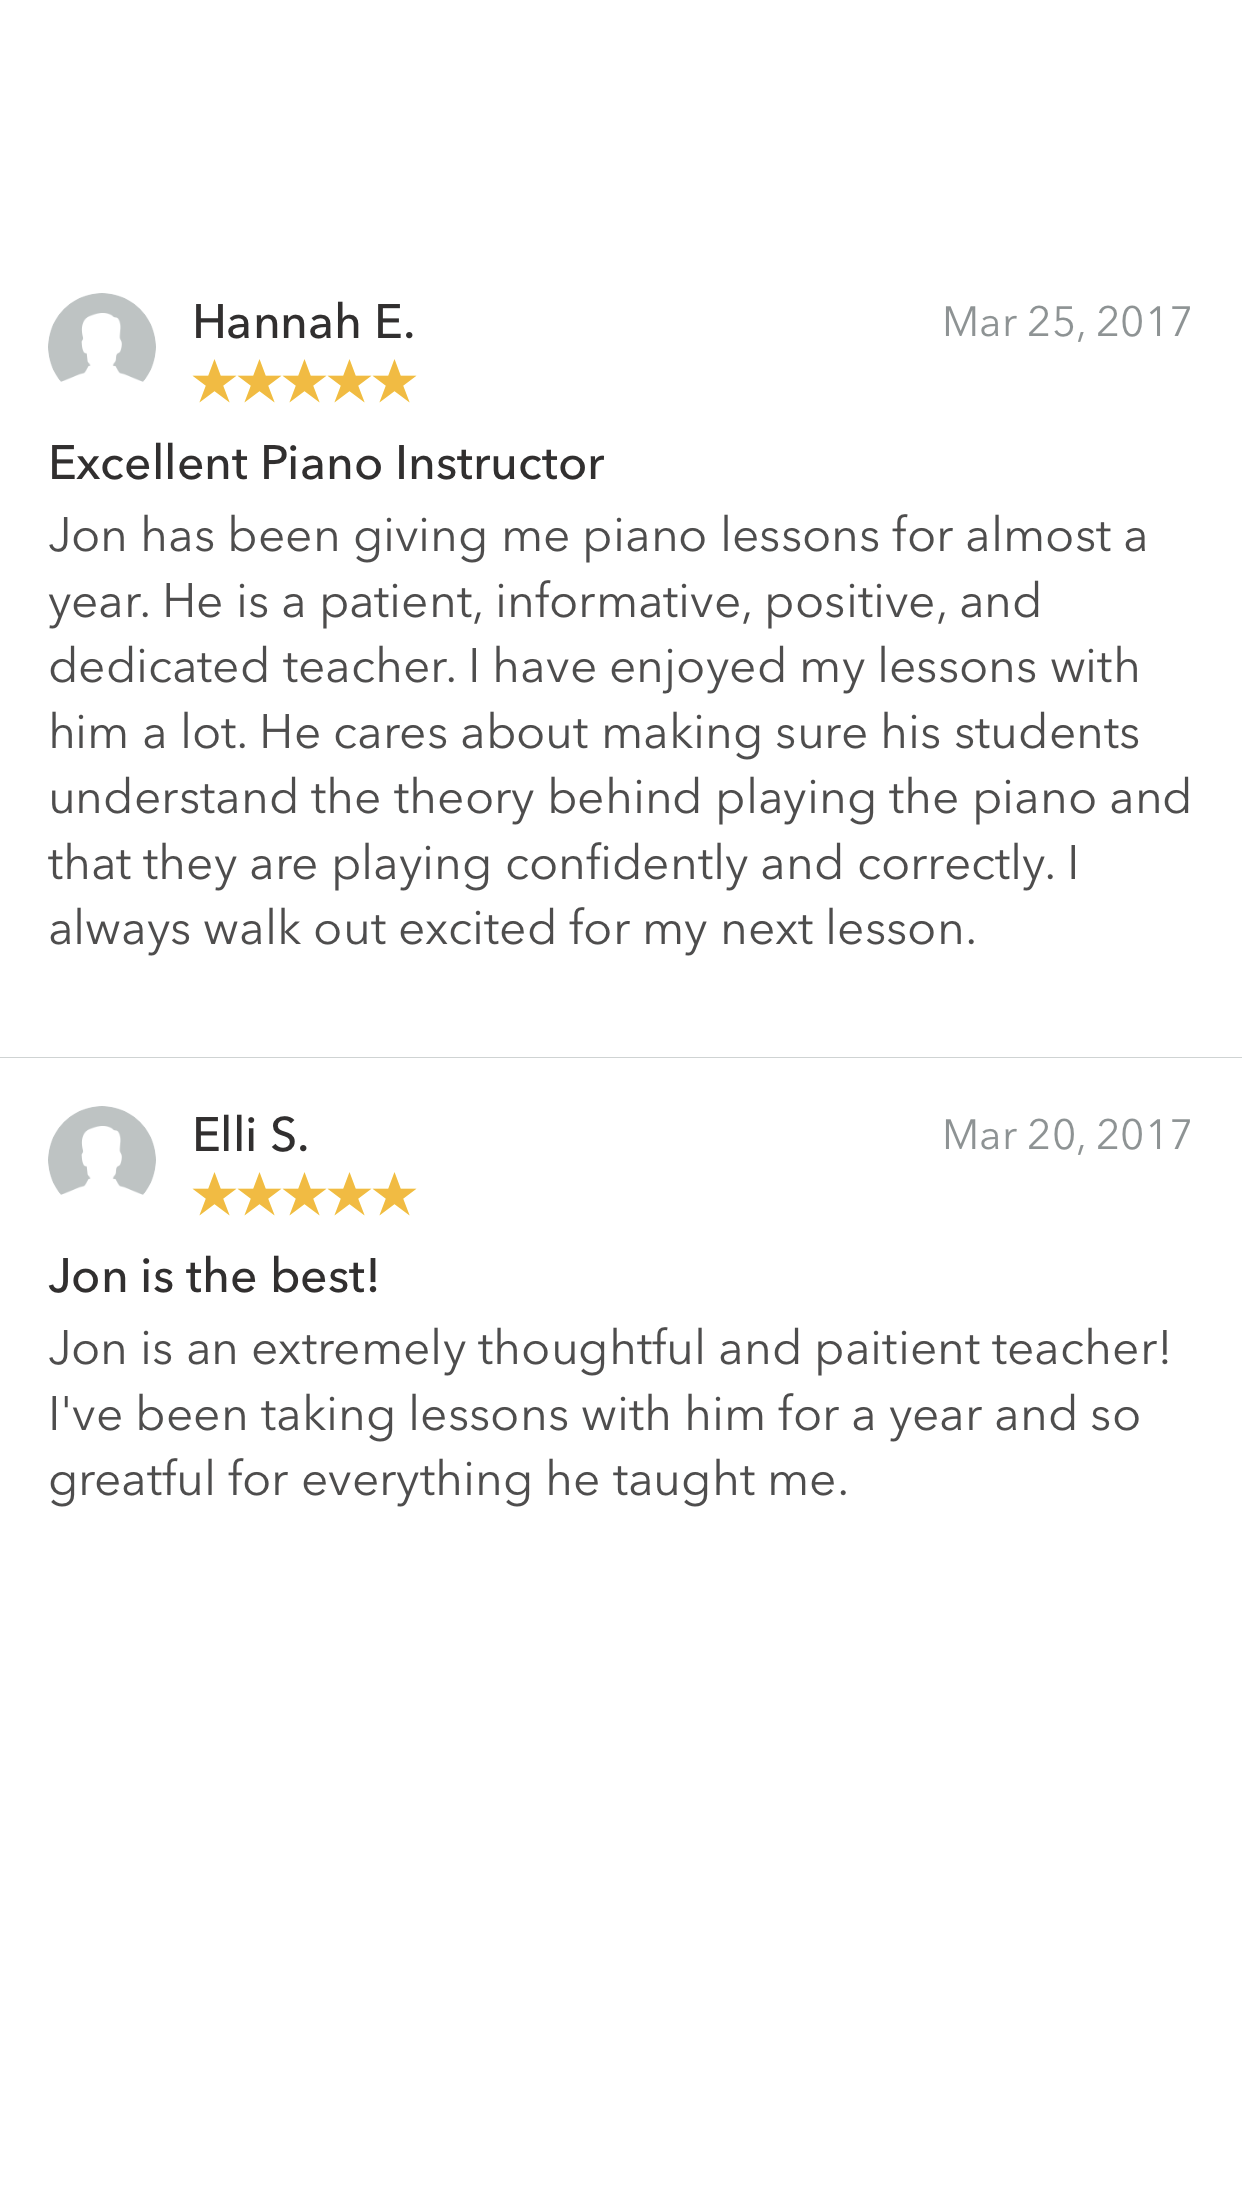 Hannah E.
Mar 25, 2017
Excellent Piano Instructor
Jon has been giving me piano lessons for almost a
year. He is a patient, informative, positive, and
dedicated teacher. I have enjoyed my lessons with
him a lot. He cares about making sure his students
understand the theory behind playing the piano and
that they are playing confidently and correctly. I
always walk out excited for my next lesson.
Elli S.
Mar 20, 2017
Jon is the best!
Jon is an extremely thoughtful and paitient teacher!
I've been taking lessons with him for a year and so
greatful for everything he taught me.